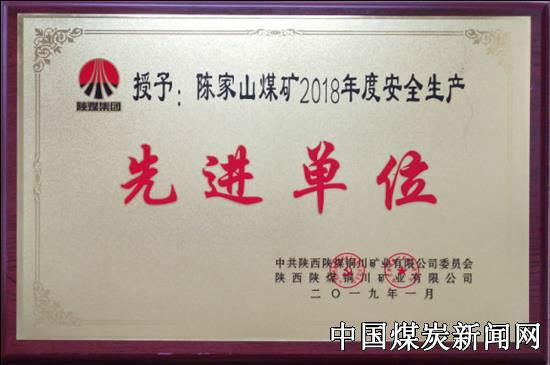 陕煤集团
授予：陈家山煤矿2018年度安全生产
先进单位
中共陕西陕煤铜川矿业有限公司委员会
陕西陕煤铜川矿业有限公司
二〇一九年一月
中国煤炭新闻网